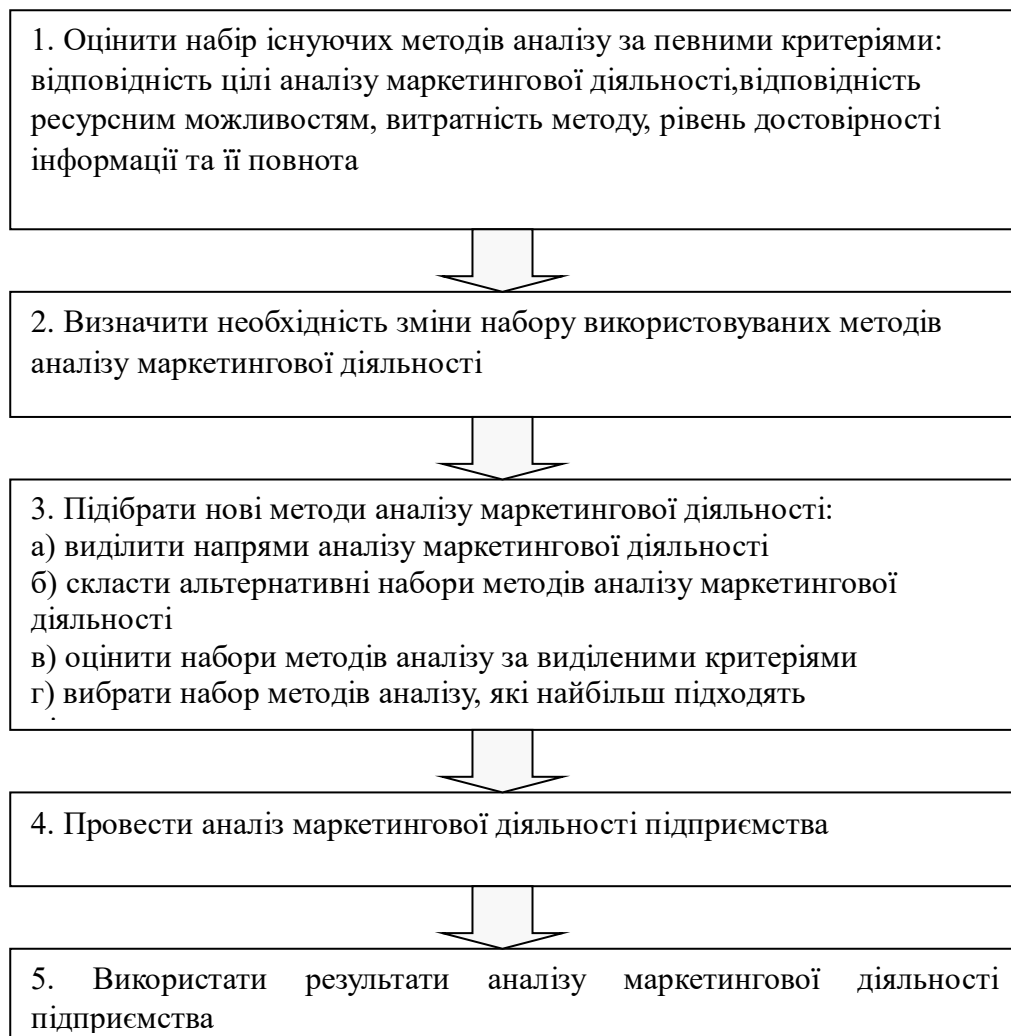 1. Оцінити набір існуючих методів аналізу за певними критеріями:
відповідність цілі аналізу маркетингової діяльності,відповідність
ресурсним можливостям, витратність методу, рівень достовірності
інформації та її повнота
2. Визначити необхідність зміни набору використовуваних методів
аналізу маркетингової діяльності
3. Підібрати нові методи аналізу маркетингової діяльності:
а) виділити напрями аналізу маркетингової діяльності
б) скласти альтернативні набори методів аналізу маркетингової
діяльності
в) оцінити набори методів аналізу за виділеними критеріями
г) вибрати набор методів аналізу, які найбільш підходять
4. Провести аналіз маркетингової діяльності підприємства
5. Використати результати аналізу маркетингової діяльності
підприємства